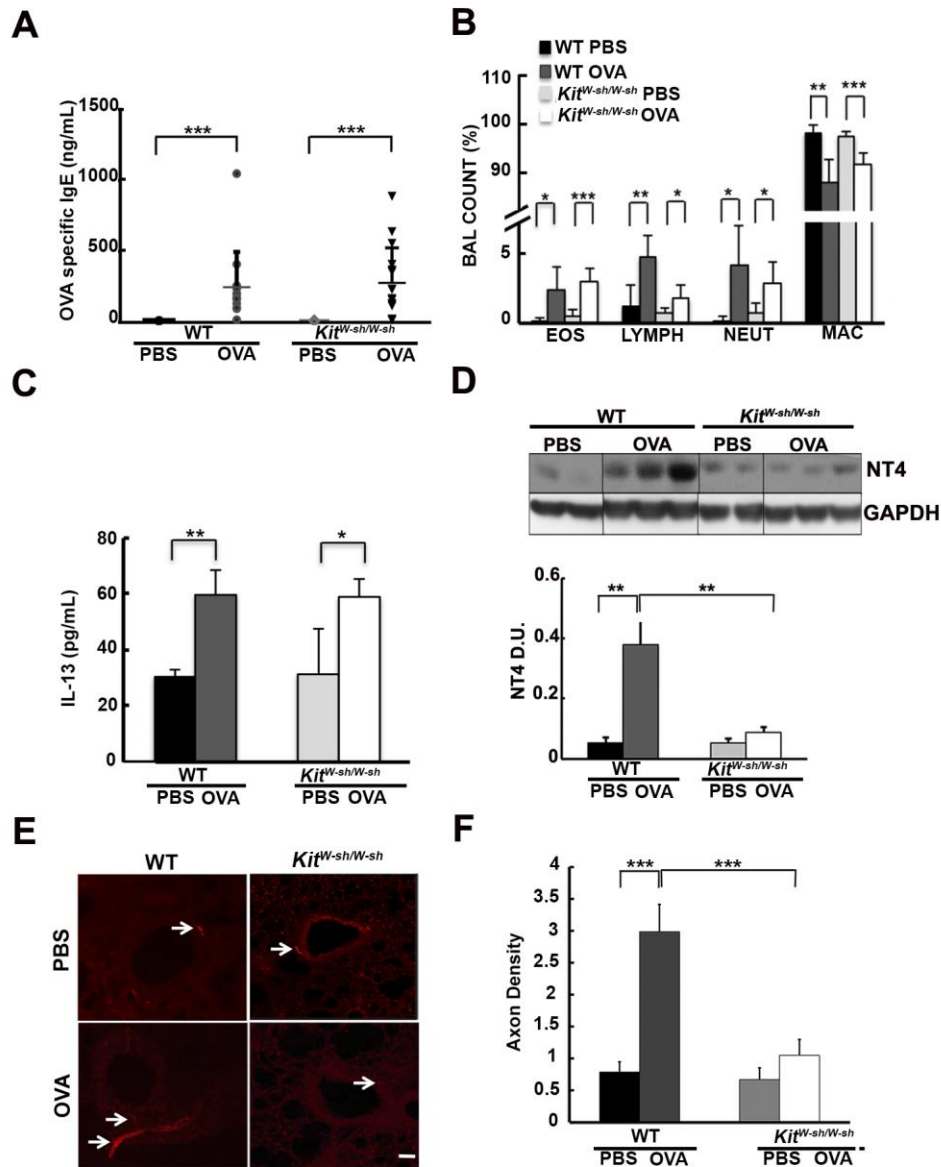 A
OVA specific IgE (ng/mL)
1500
1000
500
0
***
***
WT
Kit^W-sh/W-sh
PBS OVA PBS OVA
B
WT PBS
WT OVA
Kit^W-sh/W-sh PBS
Kit^W-sh/W-sh OVA
BAL COUNT (%)
110
100
90
5
0
** ***
* *** ** * * *
EOS LYMPH NEUT MAC
C
IL-13 (pg/mL)
80
60
40
20
0
**
*
WT
Kit^W-sh/W-sh
PBS OVA PBS OVA
D
WT Kit^W-sh/W-sh
PBS OVA PBS OVA
NT4
GAPDH
NT4 D.U.
0.6
0.4
0.2
0
**
**
WT
Kit^W-sh/W-sh
PBS OVA PBS OVA
E
WT Kit^W-sh/W-sh
PBS
OVA
F
Axon Density
4
3.5
3
2.5
2
1.5
1
0.5
0
***
***
WT
Kit^W-sh/W-sh
PBS OVA PBS OVA